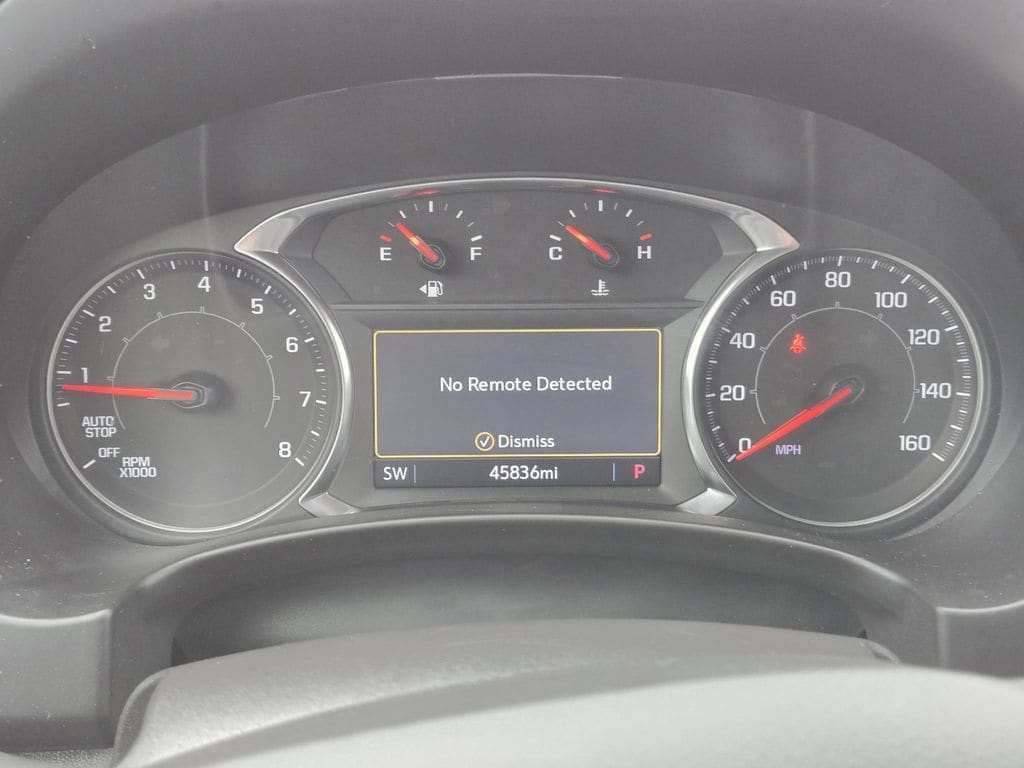 E F
C H
1 2 3 4 5 6 7 8
AUTO
STOP
OFF
RPM
X1000
No Remote Detected
Dismiss
SW 45836mi P
0 20 40 60 80 100 120 140 160
MPH